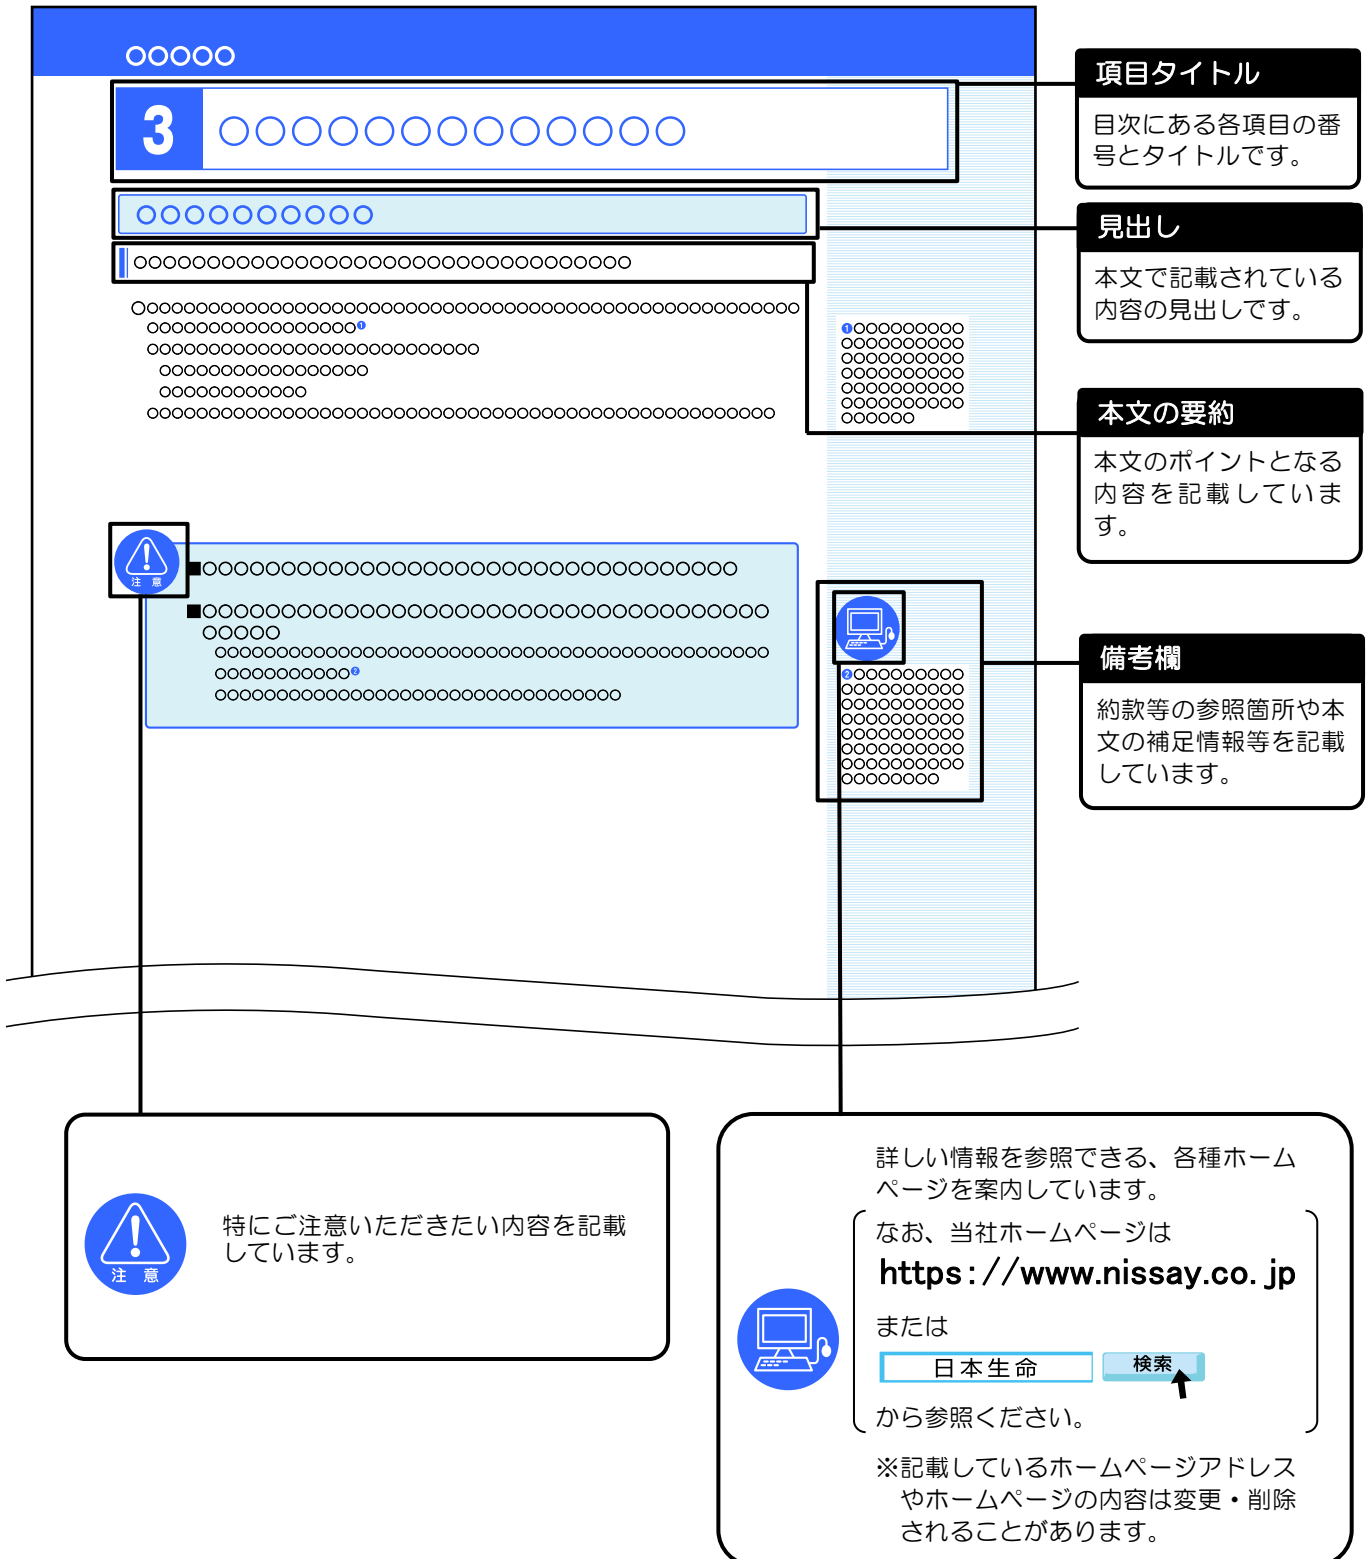 ○○○○○
3 ○○○○○○○○○○○○○
○○○○○○○○○○
○○○○○○○○○○○○○○○○○○○○○○○○○○○○○○○○○○
項目タイトル
目次にある各項目の番
号とタイトルです。
見出し
本文で記載されている
内容の見出しです。
本文の要約
本文のポイントとなる
内容を記載していま
す。
注 意
備考欄
約款等の参照箇所や本
文の補足情報等を記載
しています。
注 意
特にご注意いただきたい内容を記載
しています。
詳しい情報を参照できる、各種ホーム
ページを案内しています。
なお、当社ホームページは
https://www.nissay.co.jp
または
日本生命 検索
から参照ください。
※記載しているホームページアドレス
やホームページの内容は変更・削除
されることがあります。